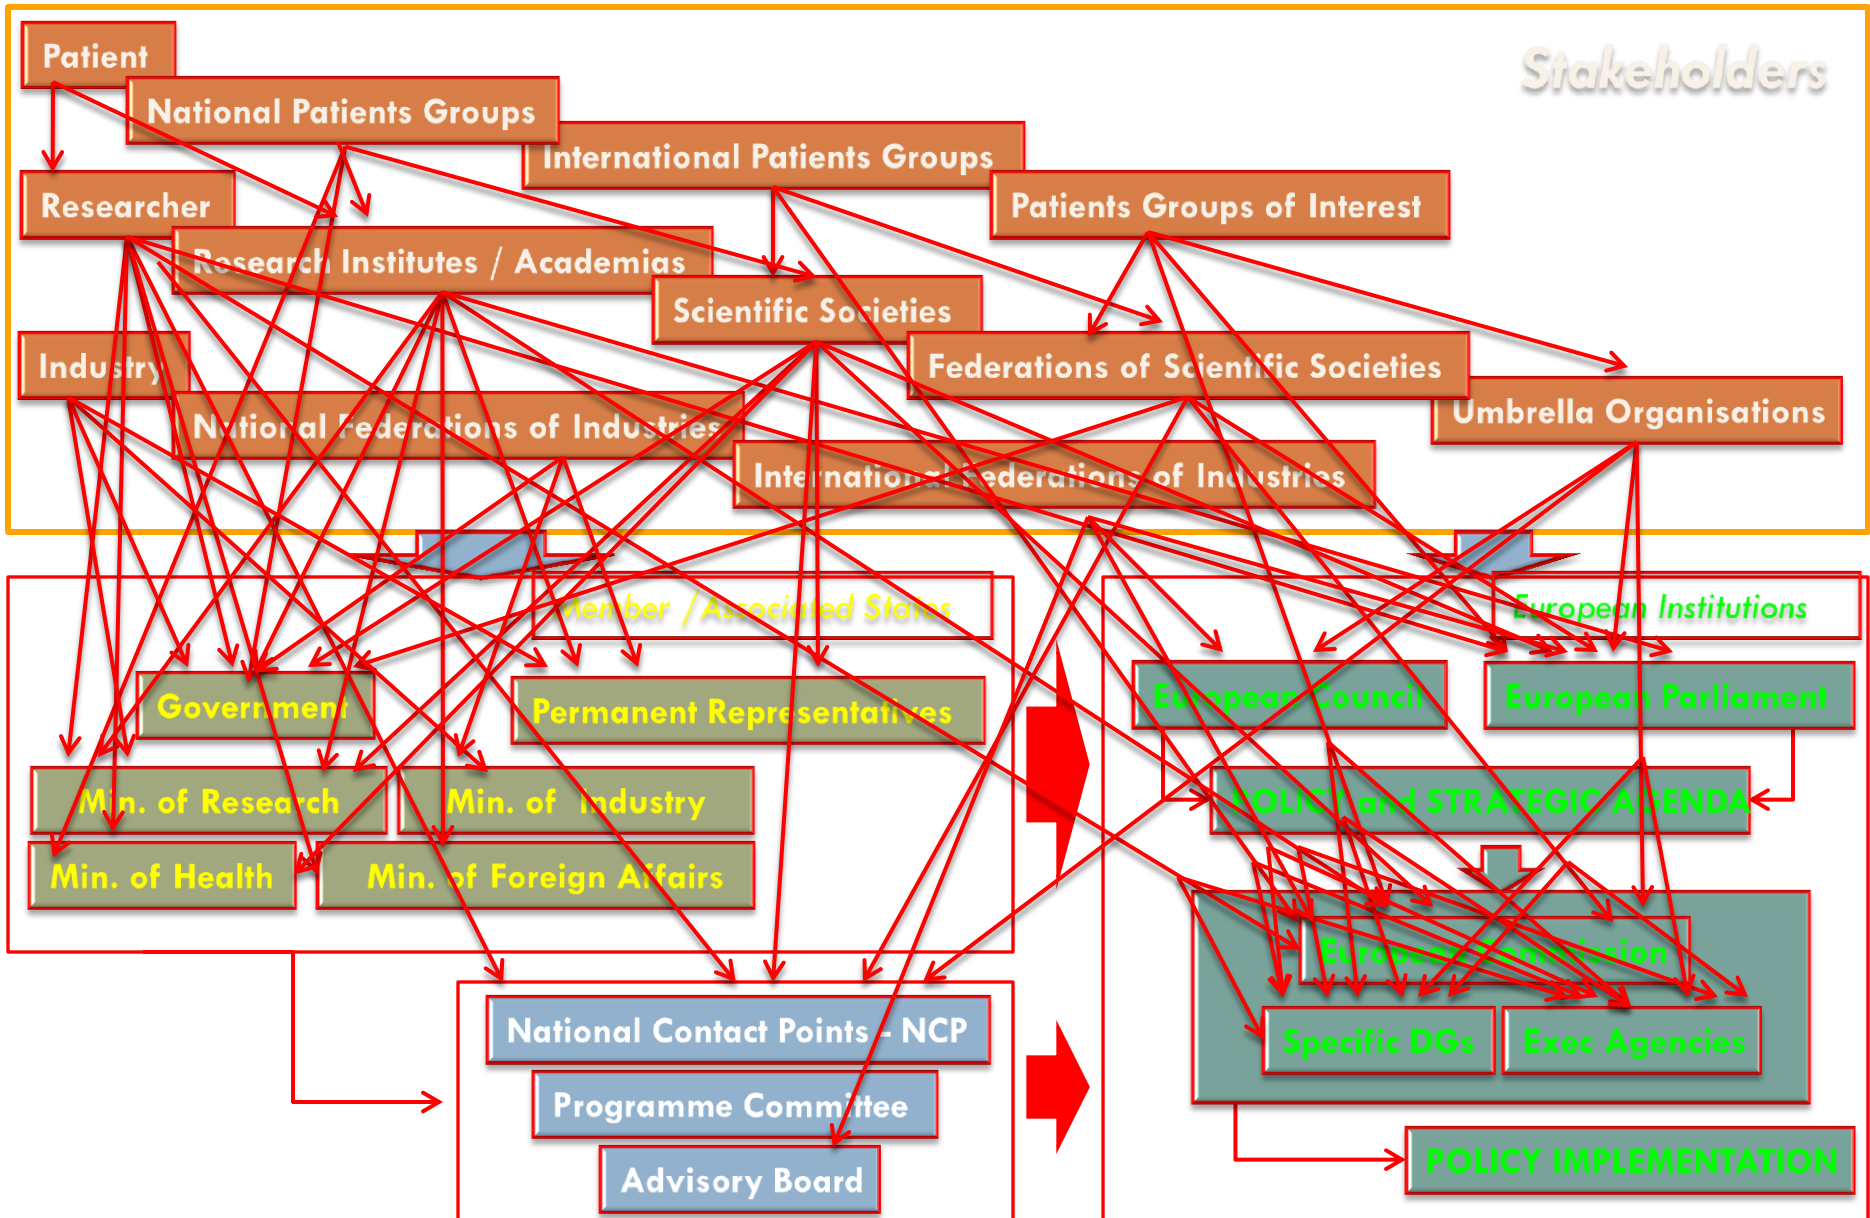 Stakeholders
Patient
National Patients Groups
International Patients Groups
Patients Groups of Interest
Researcher
Research Institutes / Academias
Scientific Societies
Federations of Scientific Societies
Umbrella Organisations
Industry
National Federations of Industries
International Federations of Industries
Member /Associated States
Government
Permanent Representatives
Min. of Research
Min. of Industry
Min. of Health
Min. of Foreign Affairs
European Institutions
European Council
European Parliament
POLICY and STRATEGIC AGENDA
European Commission
Specific DGs
Exec Agencies
POLICY IMPLEMENTATION
National Contact Points - NCP
Programme Committee
Advisory Board